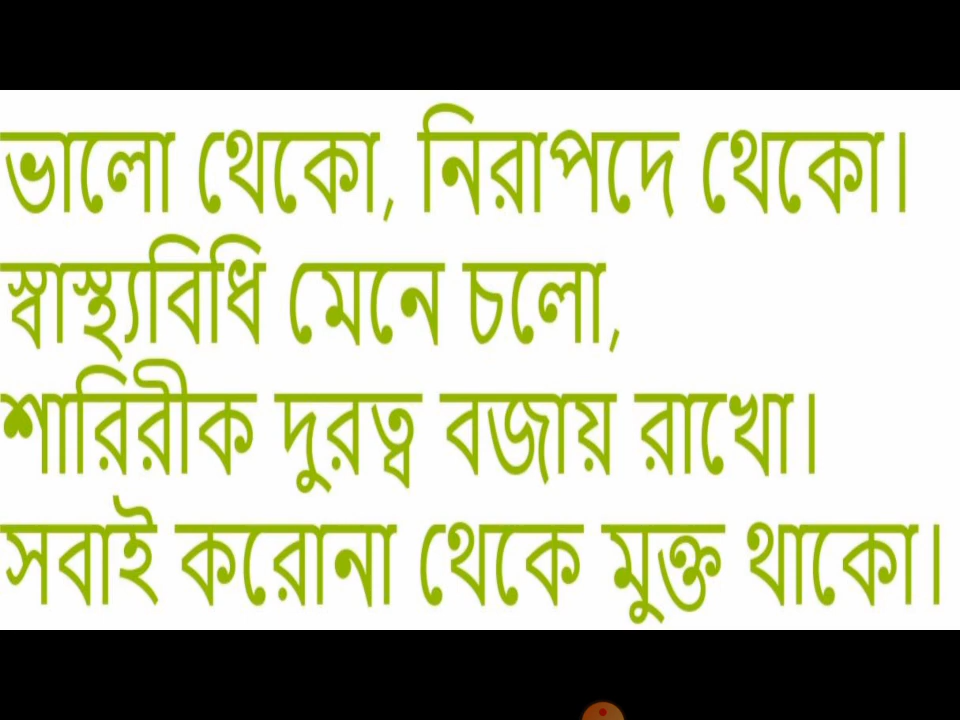 ভালো থেকো, নিরাপদে থেকো।
স্বাস্থ্যবিধি মেনে চলো,
শারিরীক দুরত্ব বজায় রাখো।
সবাই করোনা থেকে মুক্ত থাকো।